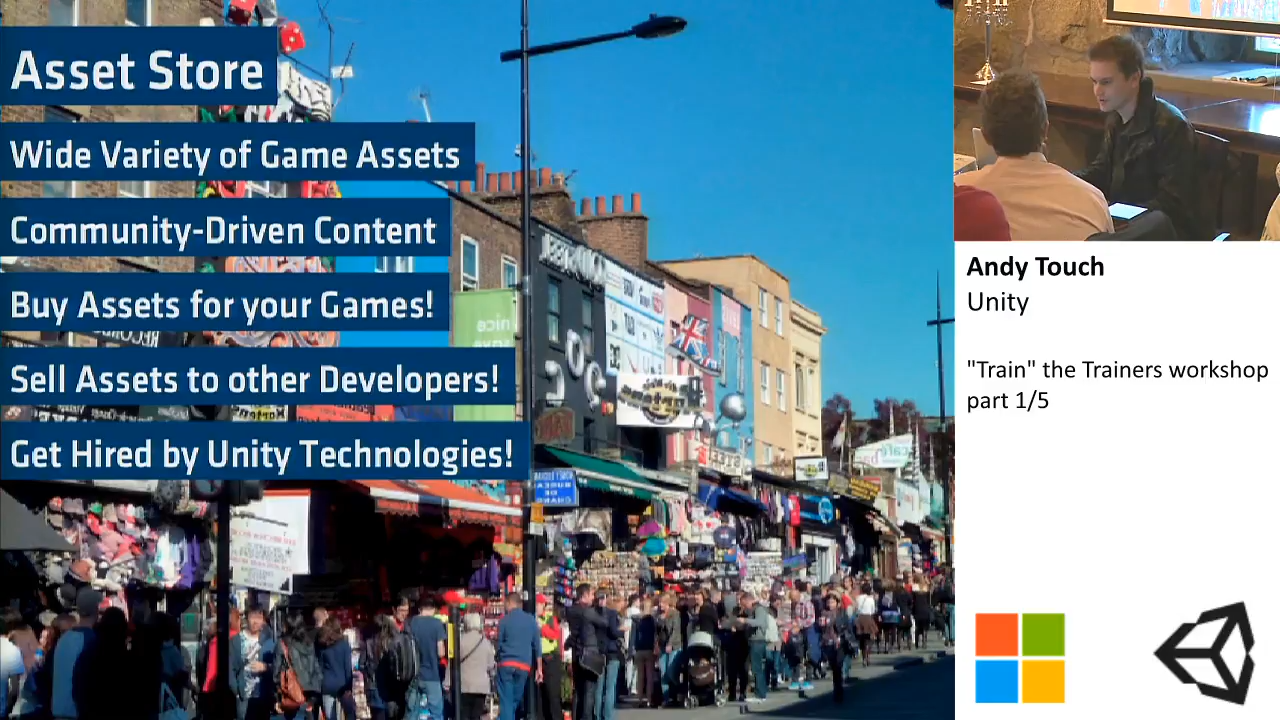 Asset Store
Wide Variety of Game Assets
Community-Driven Content
Buy Assets for your Games!
Sell Assets to other Developers!
Get Hired by Unity Technologies!
Andy Touch
Unity
"Train" the Trainers workshop
part 1/5